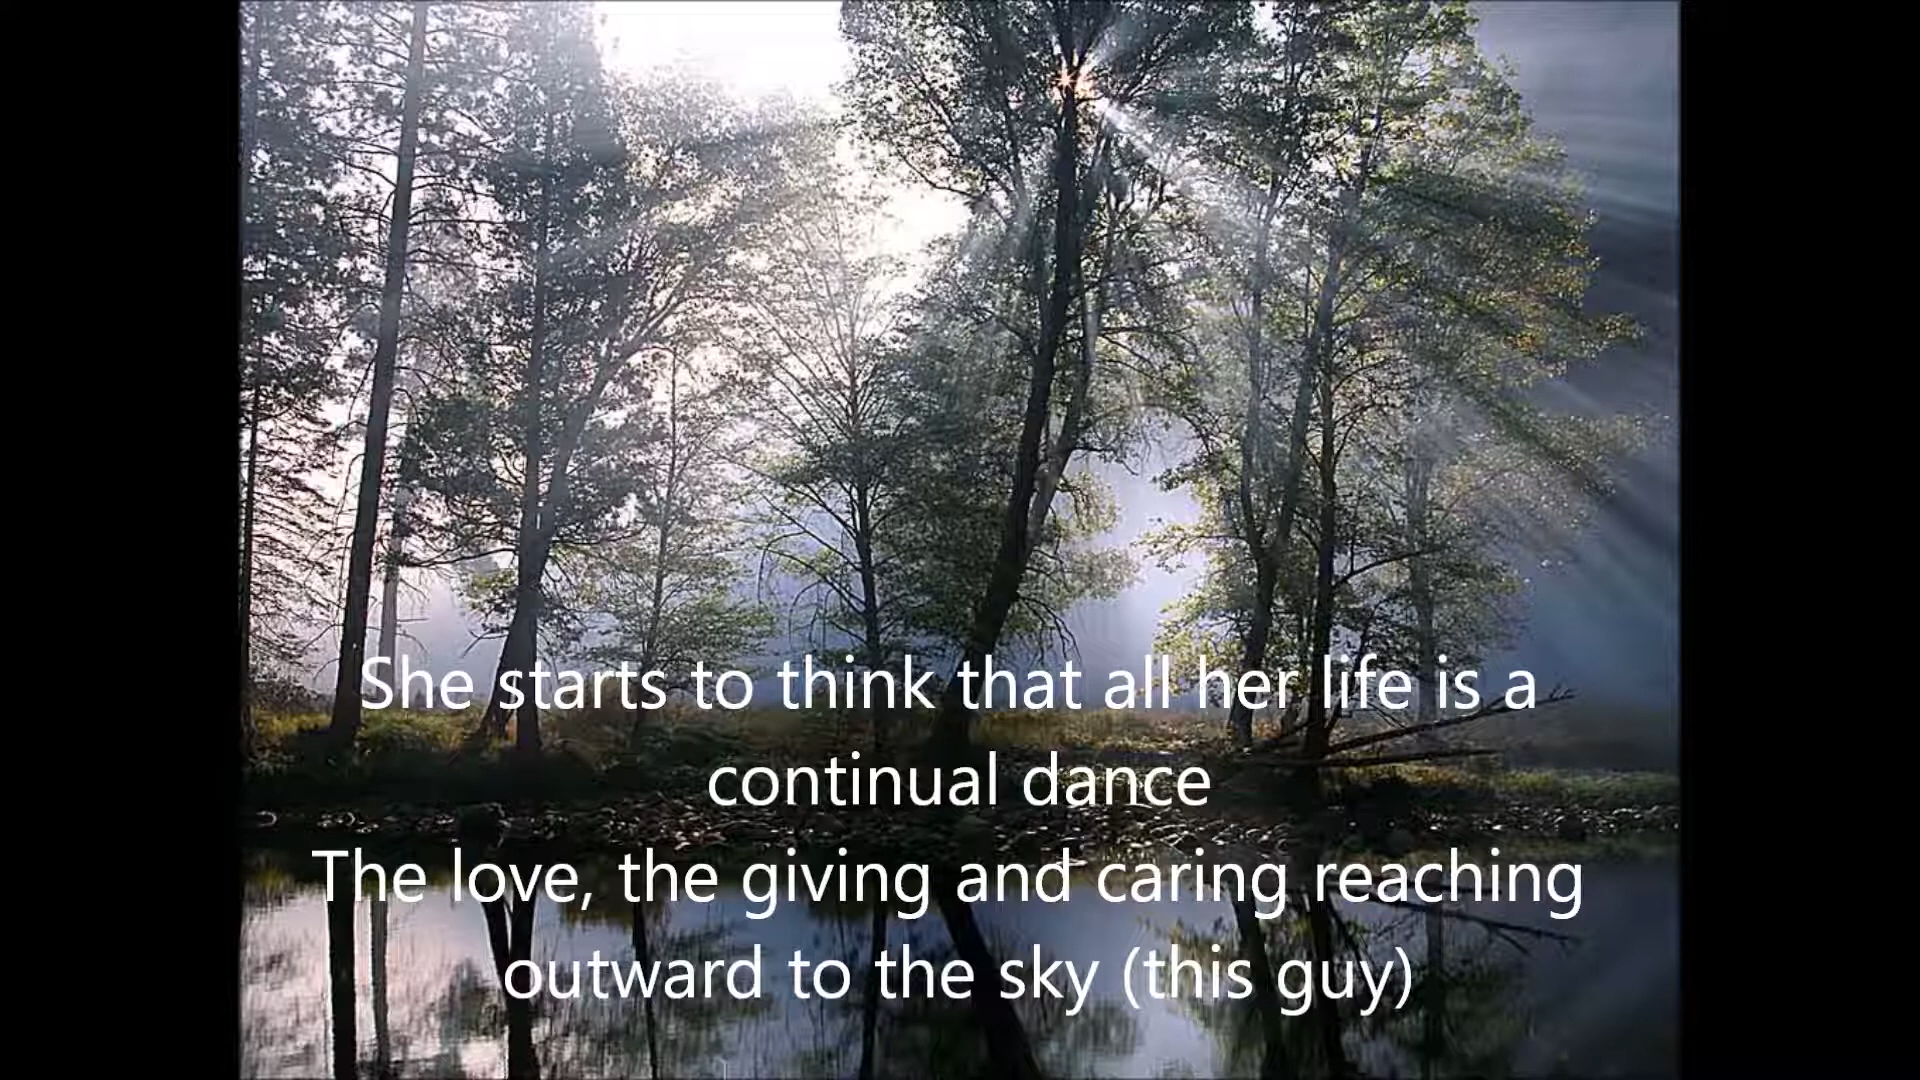 She starts to think that all her life is a
continual dance
The love, the giving and caring reaching
outward to the sky (this guy)